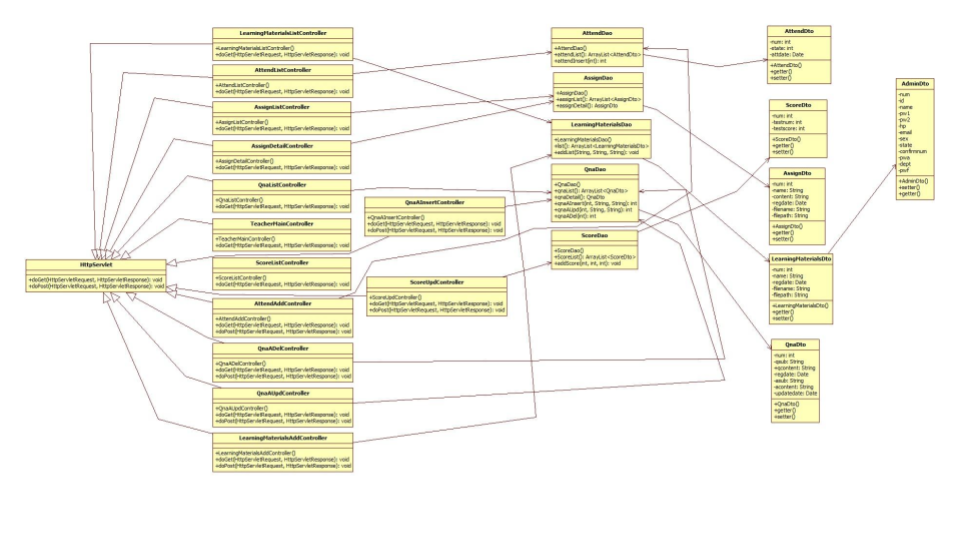 LearningMaterialsListController
+LearningMaterialsListController()
+doGet(HttpServletRequest, HttpServletResponse): void
AttendListController
+AttendListController()
+doGet(HttpServletRequest, HttpServletResponse): void
AssignListController
+AssignListController()
+doGet(HttpServletRequest, HttpServletResponse): void
AssignDetailController
+AssignDetailController()
+doGet(HttpServletRequest, HttpServletResponse): void
QnaListController
+QnaListController()
+doGet(HttpServletRequest, HttpServletResponse): void
TeacherMainController
+TeacherMainController()
+doGet(HttpServletRequest, HttpServletResponse): void
HttpServlet
+doGet(HttpServletRequest, HttpServletResponse): void
+doPost(HttpServletRequest, HttpServletResponse): void
ScoreListController
+ScoreListController()
+doGet(HttpServletRequest, HttpServletResponse): void
AttendAddController
+AttendAddController()
+doGet(HttpServletRequest, HttpServletResponse): void
+doPost(HttpServletRequest, HttpServletResponse): void
QnaADelController
+QnaADelController()
+doGet(HttpServletRequest, HttpServletResponse): void
+doPost(HttpServletRequest, HttpServletResponse): void
QnaAUpdController
+QnaAUpdController()
+doGet(HttpServletRequest, HttpServletResponse): void
+doPost(HttpServletRequest, HttpServletResponse): void
LearningMaterialsAddController
+LearningMaterialsAddController()
+doGet(HttpServletRequest, HttpServletResponse): void
+doPost(HttpServletRequest, HttpServletResponse): void
QnaAInsertController
+QnaAInsertController()
+doGet(HttpServletRequest, HttpServletResponse): void
+doPost(HttpServletRequest, HttpServletResponse): void
ScoreUpdController
+ScoreUpdController()
+doGet(HttpServletRequest, HttpServletResponse): void
+doPost(HttpServletRequest, HttpServletResponse): void
AttendDao
+AttendDao()
+attendList(): ArrayList<AttendDto>
+attendInsert(int): int
AssignDao
+AssignDao()
+assignList(): ArrayList<AssignDto>
+assignDetail(): AssignDto
LearningMaterialsDao
+LearningMaterialsDao()
+list(): ArrayList<LearningMaterialsDto>
+addList(String, String, String): void
QnaDao
+QnaDao()
+qnaList(): ArrayList<QnaDto>
+qnaDetail(): QnaDto
+qnaAInsert(int, String, String): int
+qnaAUpd(int, String, String): int
+qnaADel(int): int
ScoreDao
+ScoreDao()
+ScoreList(): ArrayList<ScoreDto>
+addScore(int, int, int): void
AttendDto
-num: int
-state: int
-attdate: Date
+AttendDto()
+getter()
+setter()
ScoreDto
-num: int
-testnum: int
-testscore: int
+ScoreDto()
+getter()
+setter()
AssignDto
-num: int
-name: String
-content: String
-regdate: Date
-filename: String
-filepath: String
+AssignDto()
+getter()
+setter()
LearningMaterialsDto
-num: int
-name: String
-regdate: Date
-filename: String
-filepath: String
+LearningMaterialsDto()
+getter()
+setter()
QnaDto
-num: int
-qsub: String
+qcontent: String
-regdate: Date
-asub: String
-acontent: String
-updatedate: Date
+QnaDto()
+getter()
+setter()
AdminDto
-num
-id
-name
-pw1
-pw2
-hp
-email
-sex
-state
-confirmnum
-pwa
-dept
-pwf
+AdminDto()
+setter()
+getter()